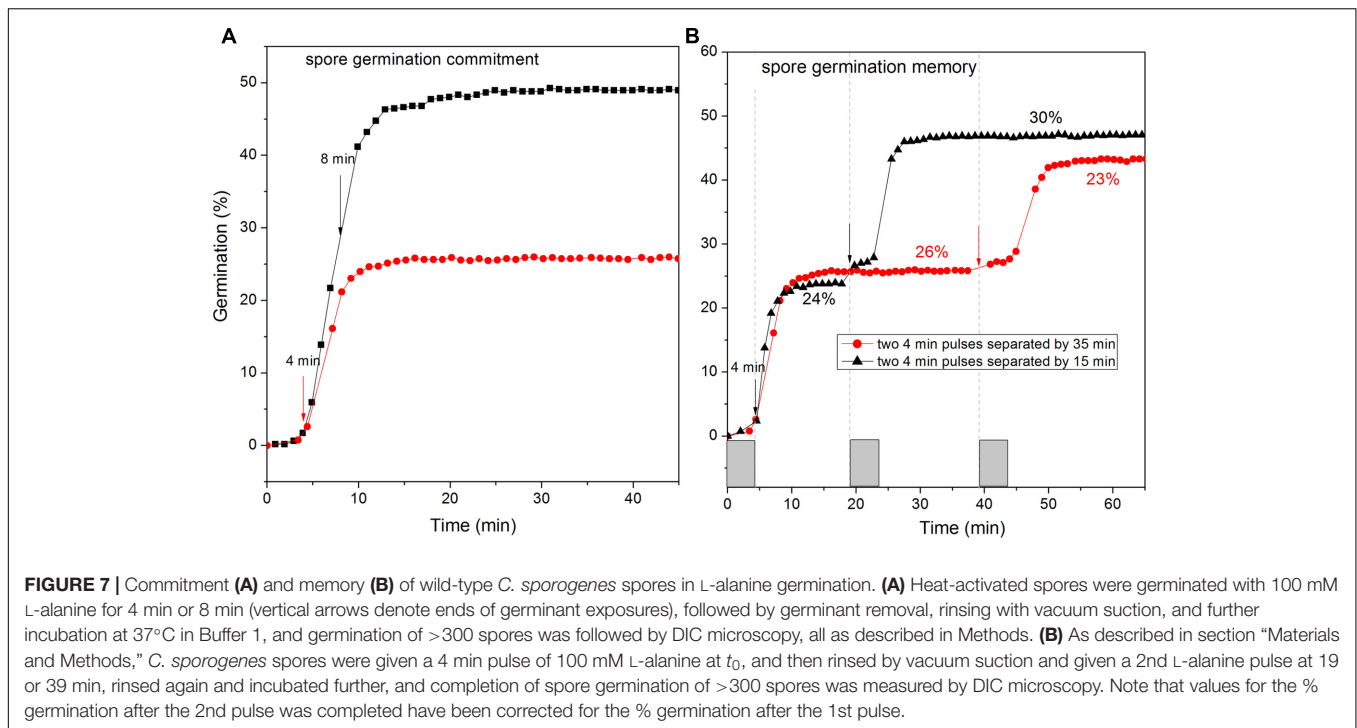 A
B
spore germination commitment
8 min
4 min
50
40
30
20
10
0
Germination (%)
0 20 40
Time (min)
spore germination memory
30%
23%
26%
24%
4 min
two 4 min pulses separated by 35 min
two 4 min pulses separated by 15 min
60
50
40
30
20
10
0
0 10 20 30 40 50 60
Time (min)
FIGURE 7 | Commitment (A) and memory (B) of wild-type C. sporogenes spores in L-alanine germination. (A) Heat-activated spores were germinated with 100 mM
L-alanine for 4 min or 8 min (vertical arrows denote ends of germinant exposures), followed by germinant removal, rinsing with vacuum suction, and further
incubation at 37°C in Buffer 1, and germination of >300 spores was followed by DIC microscopy, all as described in Methods. (B) As described in section “Materials
and Methods,” C. sporogenes spores were given a 4 min pulse of 100 mM L-alanine at t0, and then rinsed by vacuum suction and given a 2nd L-alanine pulse at 19
or 39 min, rinsed again and incubated further, and completion of spore germination of >300 spores was measured by DIC microscopy. Note that values for the %
germination after the 2nd pulse was completed have been corrected for the % germination after the 1st pulse.